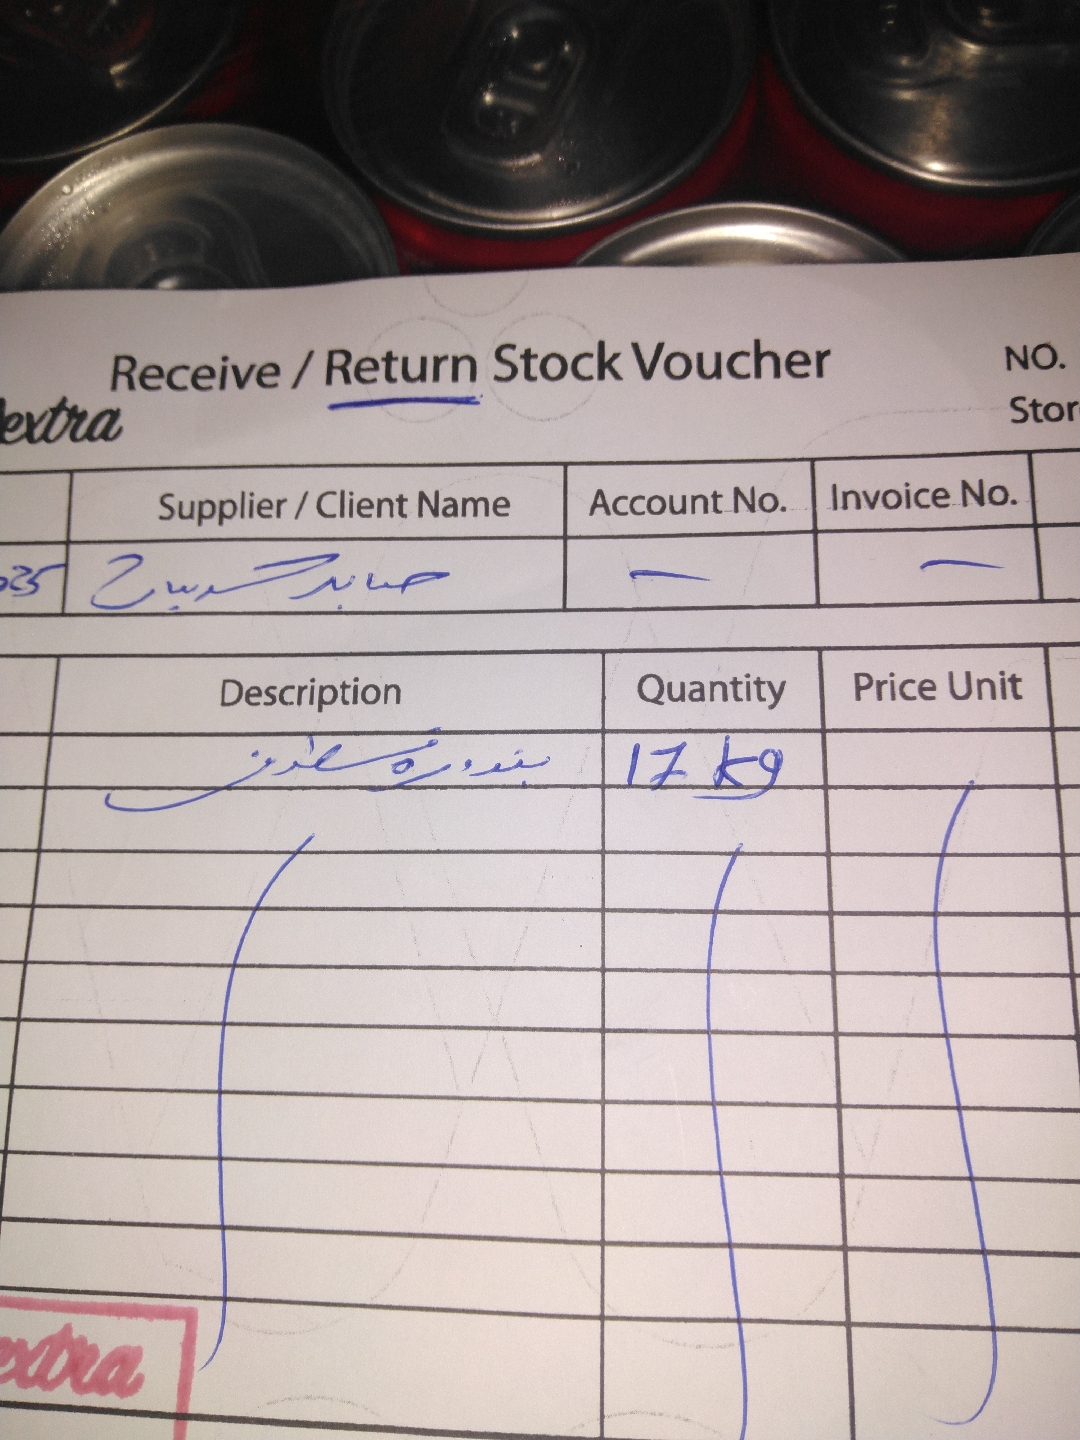 Receive / Return Stock Voucher
NO.
extra
Stor
Supplier / Client Name Account No. Invoice No.
025 صابر — —
Description Quantity Price Unit
بندورة 17 kg
extra